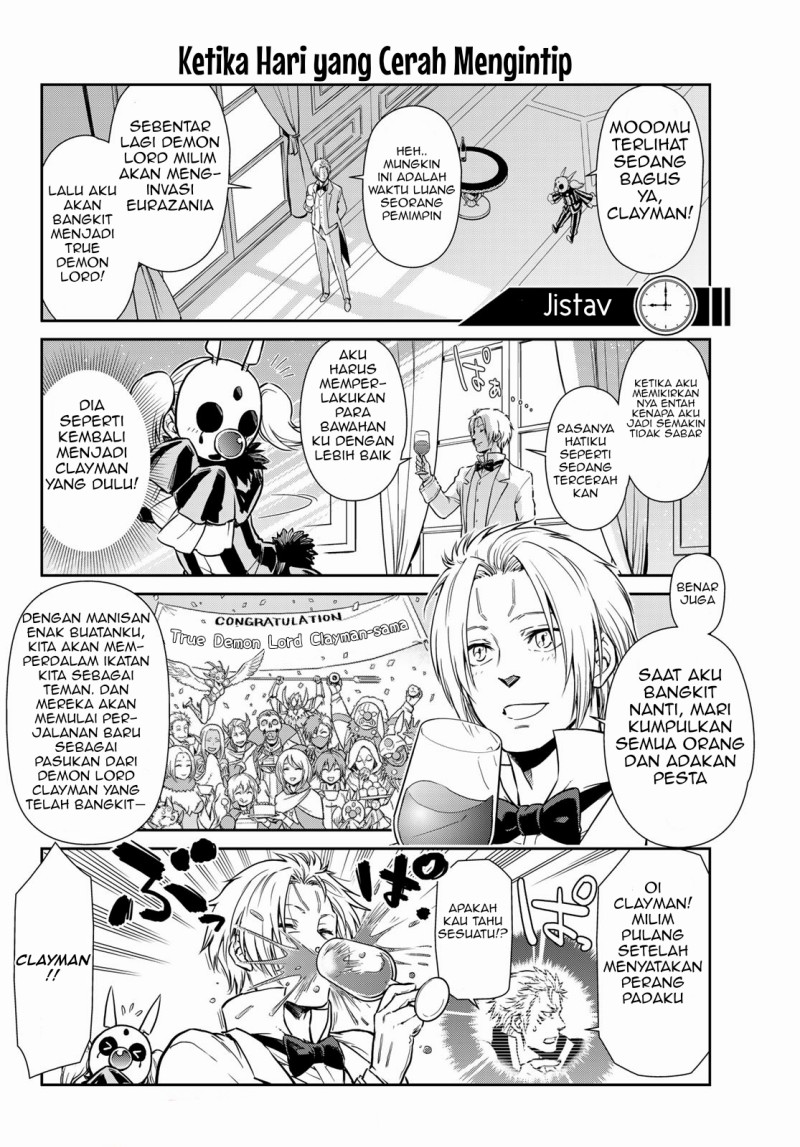 Ketika Hari yang Cerah Mengintip
MOODMU
TERLIHAT
SEDANG
BAGUS
YA,
CLAYMAN!
HEH..
MUNGKIN
INI ADALAH
WAKTU LUANG
SEORANG
PEMIMPIN
SEBENTAR
LAGI DEMON
LORD MILIM
AKAN MENG-
INVASI
EURAZANIA
LALU AKU
AKAN
BANGKIT
MENJADI
TRUE
DEMON
LORD!
Jistav
KETIKA AKU
MEMIKIRKAN
NYA ENTAH
KENAPA AKU
JADI SEMAKIN
TIDAK SABAR
RASANYA
HATIKU
SEPERTI
SEDANG
TERCERAH
KAN
AKU
HARUS
MEMPER-
LAKUKAN
PARA
BAWAHAN
KU DENGAN
LEBIH BAIK
DIA
SEPERTI
KEMBALI
MENJADI
CLAYMAN
YANG DULU!
BENAR
JUGA
SAAT AKU
BANGKIT
NANTI, MARI
KUMPULKAN
SEMUA ORANG
DAN ADAKAN
PESTA
CONGRATULATION
True Demon Lord Clayman-sama
DENGAN MANISAN
ENAK BUATANKU,
KITA AKAN MEM-
PERDALAM IKATAN
KITA SEBAGAI
TEMAN. DAN
MEREKA AKAN
MEMULAI PER-
JALANAN BARU
SEBAGAI
PASUKAN DARI
DEMON LORD
CLAYMAN YANG
TELAH BANGKIT—
OI
CLAYMAN!
MILIM
PULANG
SETELAH
MENYATAKAN
PERANG
PADAKU
ぽ
APAKAH
KAU TAHU
SESUATU!?
ぱ
ぶっ
CLAYMAN
!!